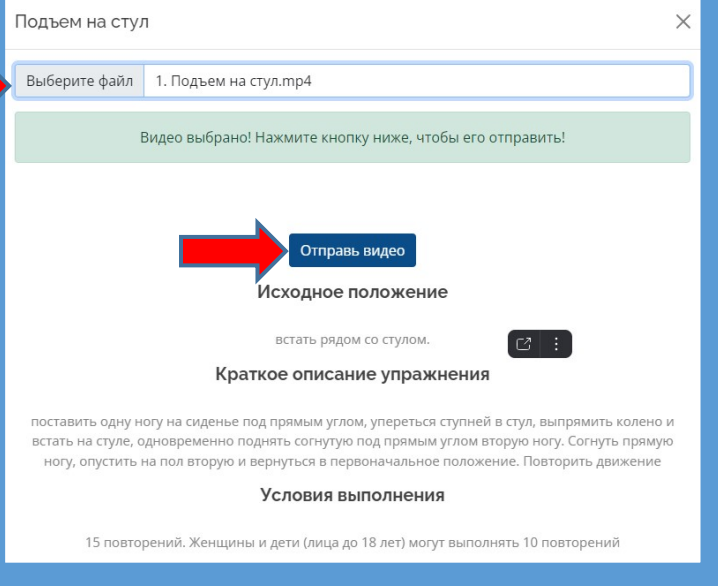 Подъем на стул
Выберите файл 1. Подъем на стул.mp4
Видео выбрано! Нажмите кнопку ниже, чтобы его отправить!
Отправь видео
Исходное положение
встать рядом со стулом.
Краткое описание упражнения
поставить одну ногу на сиденье под прямым углом, упереться ступней в стул, выпрямить колено и
встать на стуле, одновременно поднять согнутую под прямым углом вторую ногу. Согнуть прямую
ногу, опустить на пол вторую и вернуться в первоначальное положение. Повторить движение
Условия выполнения
15 повторений. Женщины и дети (лица до 18 лет) могут выполнять 10 повторений